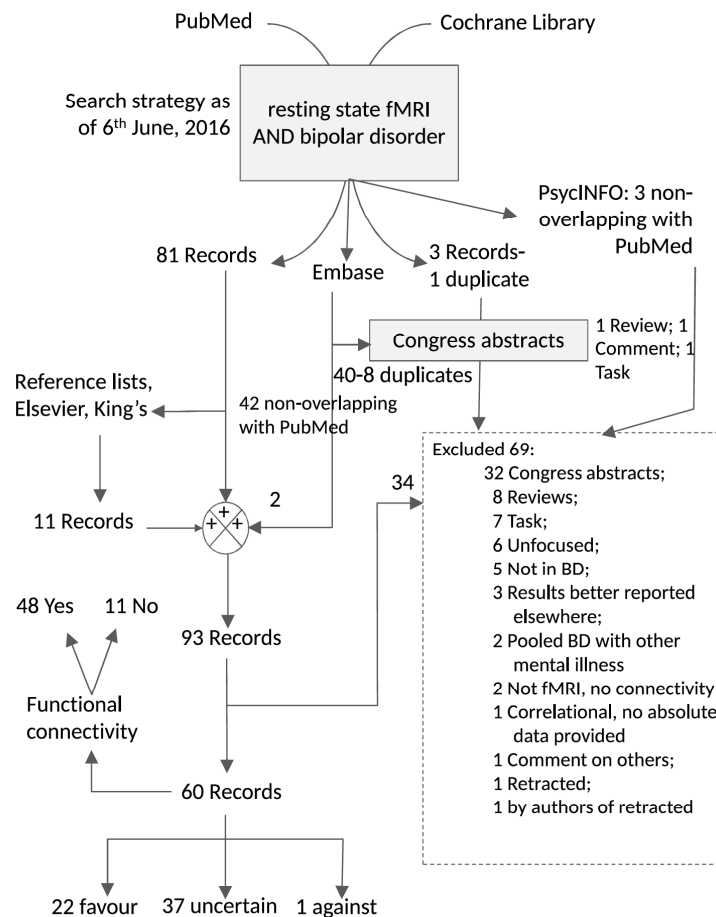 PubMed
Cochrane Library
Search strategy as
of 6th June, 2016
resting state fMRI
AND bipolar disorder
PsycINFO: 3 non-
overlapping with
PubMed
81 Records
Embase
3 Records-
1 duplicate
Congress abstracts
1 Review; 1
Comment; 1
Task
40-8 duplicates
Reference lists,
Elsevier, King's
42 non-overlapping
with PubMed
11 Records
+
+
+
2
34
Excluded 69:
32 Congress abstracts;
8 Reviews;
7 Task;
6 Unfocused;
5 Not in BD;
3 Results better reported
elsewhere;
2 Pooled BD with other
mental illness
2 Not fMRI, no connectivity
1 Correlational, no absolute
data provided
1 Comment on others;
1 Retracted;
1 by authors of retracted
48 Yes
11 No
93 Records
Functional
connectivity
60 Records
22 favour
37 uncertain
1 against